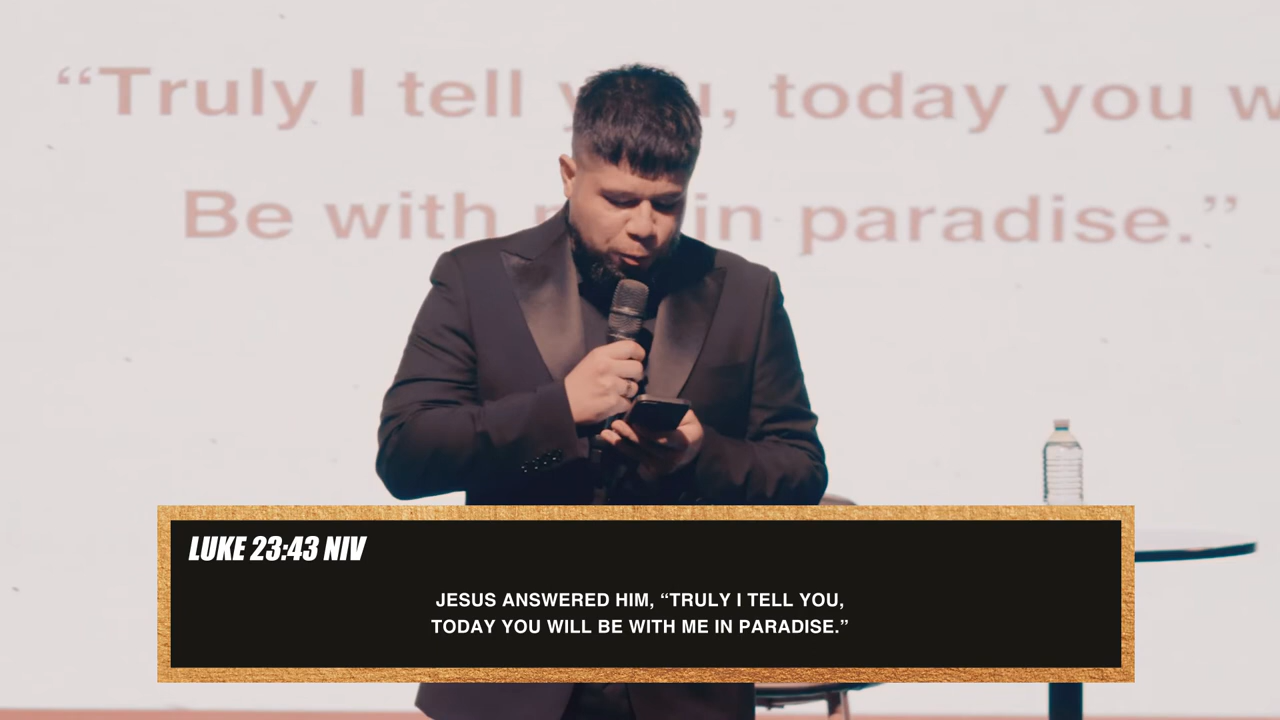 “Truly I tell you, today you w
Be with in paradise.”
LUKE 23:43 NIV
JESUS ANSWERED HIM, “TRULY I TELL YOU,
TODAY YOU WILL BE WITH ME IN PARADISE.”